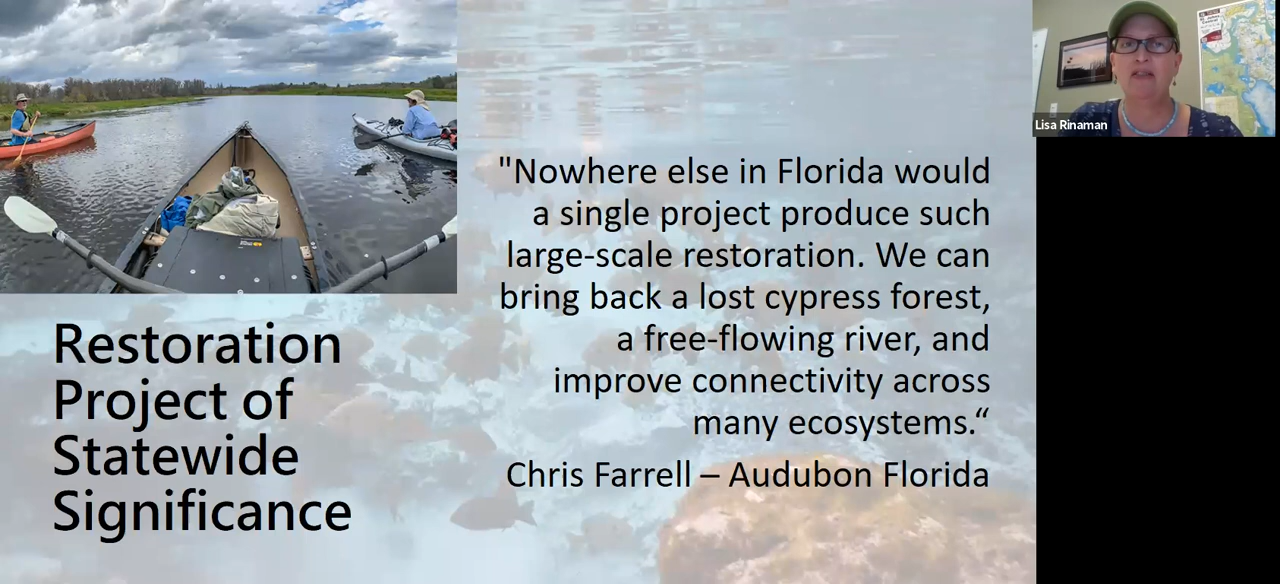 Restoration
Project of
Statewide
Significance
"Nowhere else in Florida would
a single project produce such
large-scale restoration. We can
bring back a lost cypress forest,
a free-flowing river, and
improve connectivity across
many ecosystems.“
Chris Farrell – Audubon Florida
Lisa Rinaman